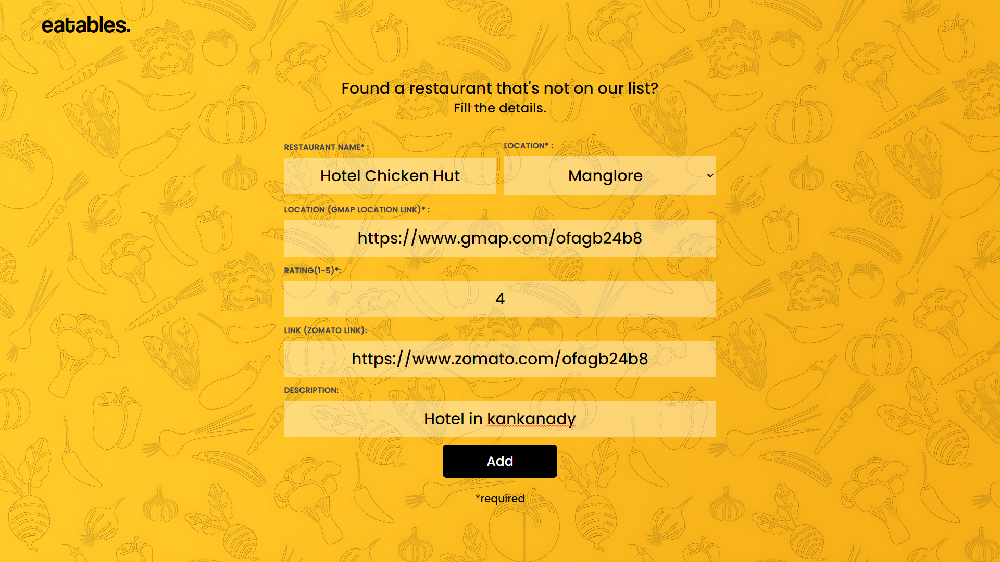 eatables.
Found a restaurant that's not on our list?
Fill the details.
RESTAURANT NAME* :
LOCATION* :
Hotel Chicken Hut
Manglore
LOCATION (GMAP LOCATION LINK)* :
https://www.gmap.com/ofagb24b8
RATING(1-5)*:
4
LINK (ZOMATO LINK):
https://www.zomato.com/ofagb24b8
DESCRIPTION:
Hotel in kankanady
Add
*required